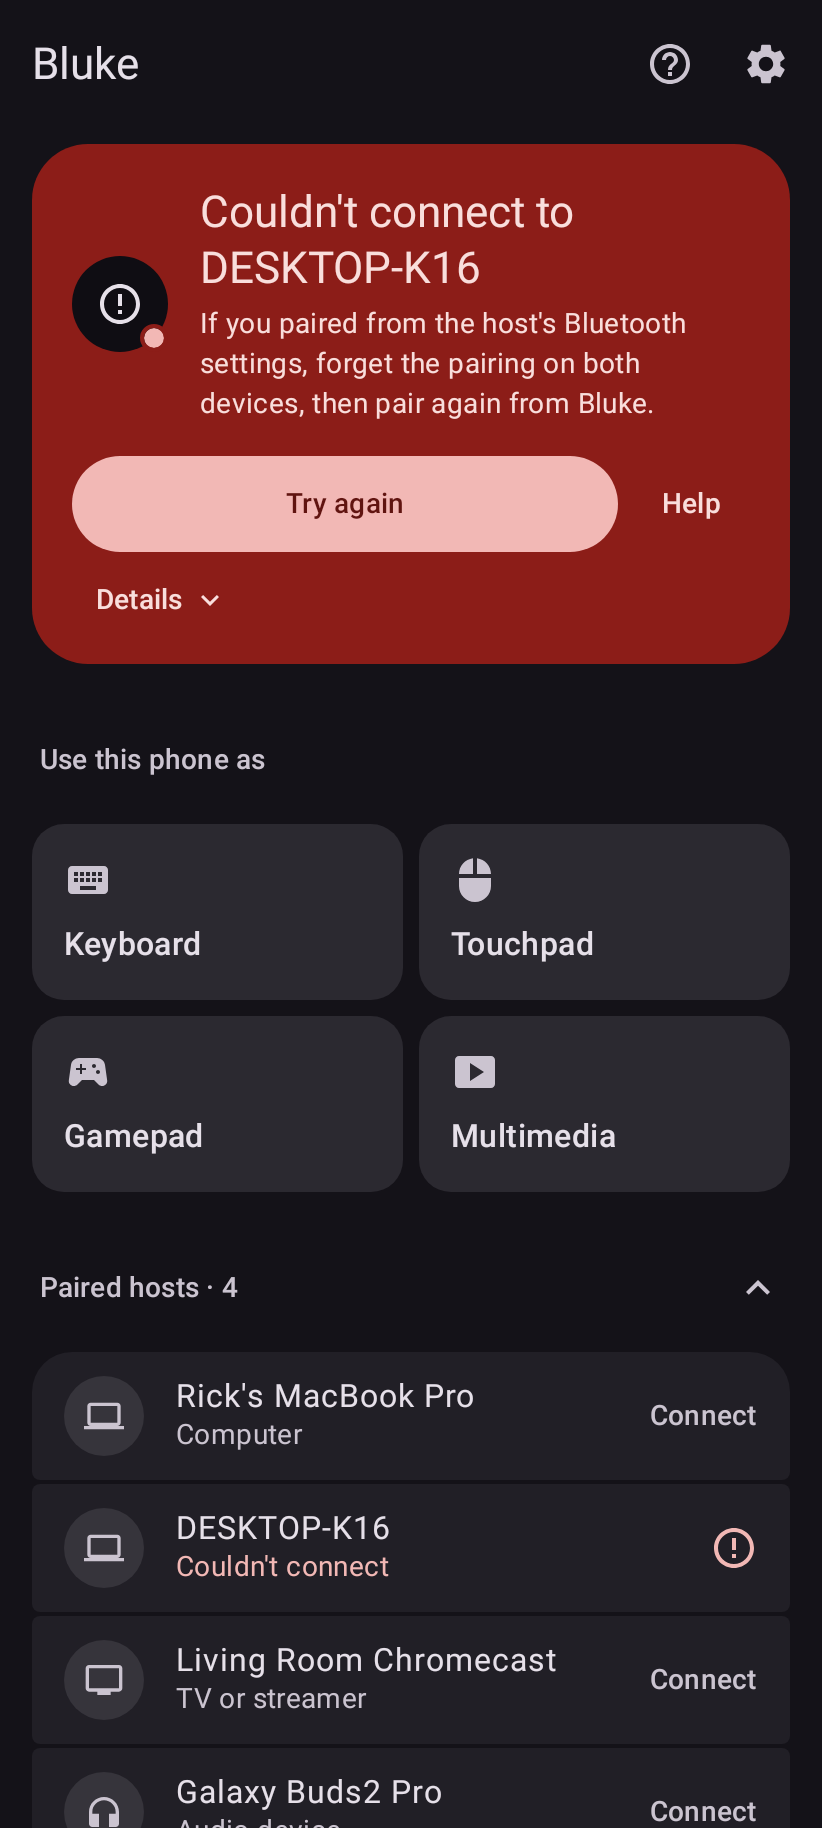 Bluke
Couldn't connect to
DESKTOP-K16
If you paired from the host's Bluetooth
settings, forget the pairing on both
devices, then pair again from Bluke.
Try again
Help
Details
Use this phone as
Keyboard
Touchpad
Gamepad
Multimedia
Paired hosts · 4
Rick's MacBook Pro
Computer
Connect
DESKTOP-K16
Couldn't connect
Living Room Chromecast
TV or streamer
Connect
Galaxy Buds2 Pro
Audio device
Connect